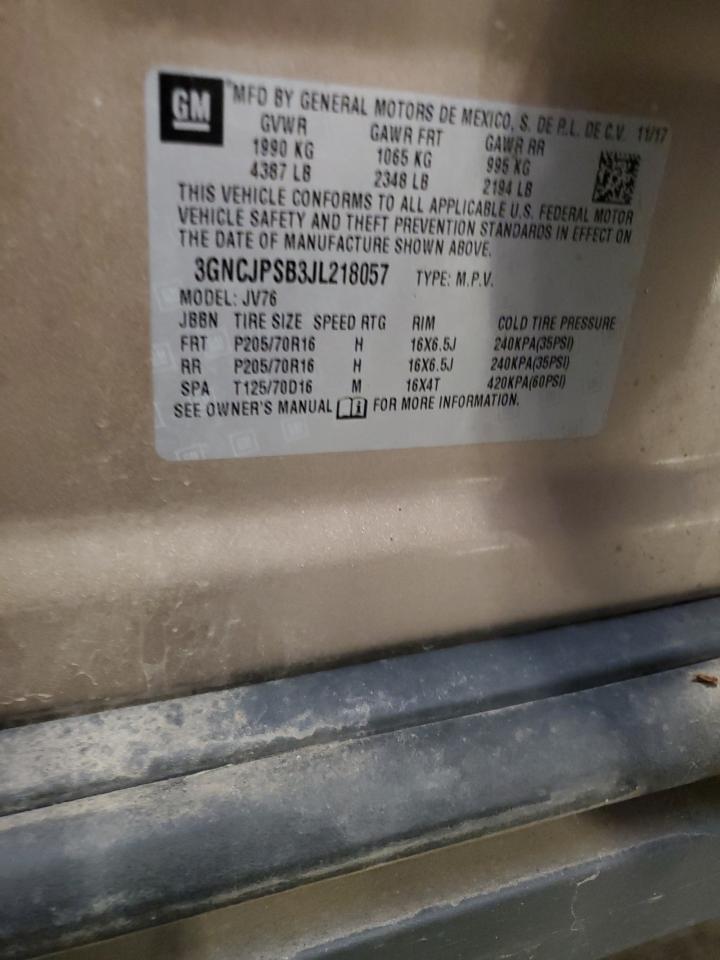 GM MFD BY GENERAL MOTORS DE MEXICO, S. DE R.L. DE C.V. 11/17
GVWR GAWR FRT GAWR RR
1990 KG 1065 KG 995 KG
4387 LB 2348 LB 2194 LB
THIS VEHICLE CONFORMS TO ALL APPLICABLE U.S. FEDERAL MOTOR
VEHICLE SAFETY AND THEFT PREVENTION STANDARDS IN EFFECT ON
THE DATE OF MANUFACTURE SHOWN ABOVE.
3GNCJPSB3JL218057 TYPE: M.P.V.
MODEL: JV76
JBBN TIRE SIZE SPEED RTG RIM COLD TIRE PRESSURE
FRT P205/70R16 H 16X6.5J 240KPA(35PSI)
RR P205/70R16 H 16X6.5J 240KPA(35PSI)
SPA T125/70D16 M 16X4T 420KPA(60PSI)
SEE OWNER'S MANUAL i FOR MORE INFORMATION.